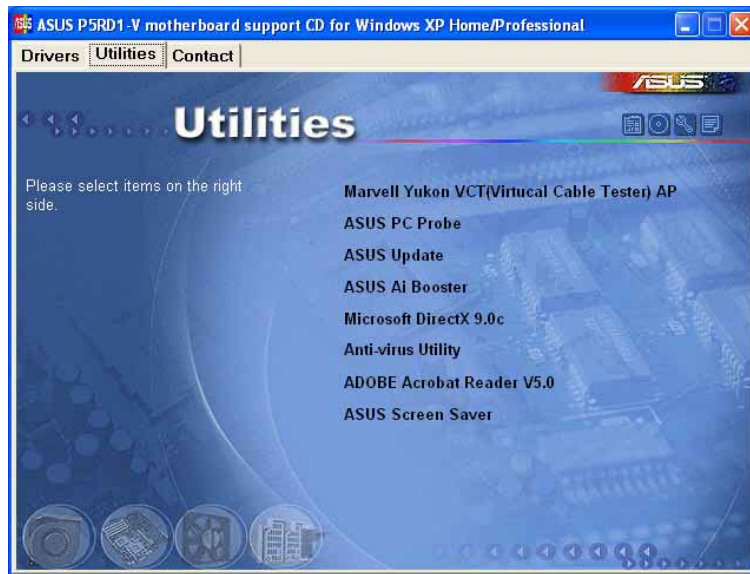 ASUS P5RD1-V motherboard support CD for Windows XP Home/Professional
Drivers Utilities Contact
ASUS
Utilities
Please select items on the right
side.
Marvell Yukon VCT(Virtucal Cable Tester) AP
ASUS PC Probe
ASUS Update
ASUS Ai Booster
Microsoft DirectX 9.0c
Anti-virus Utility
ADOBE Acrobat Reader V5.0
ASUS Screen Saver